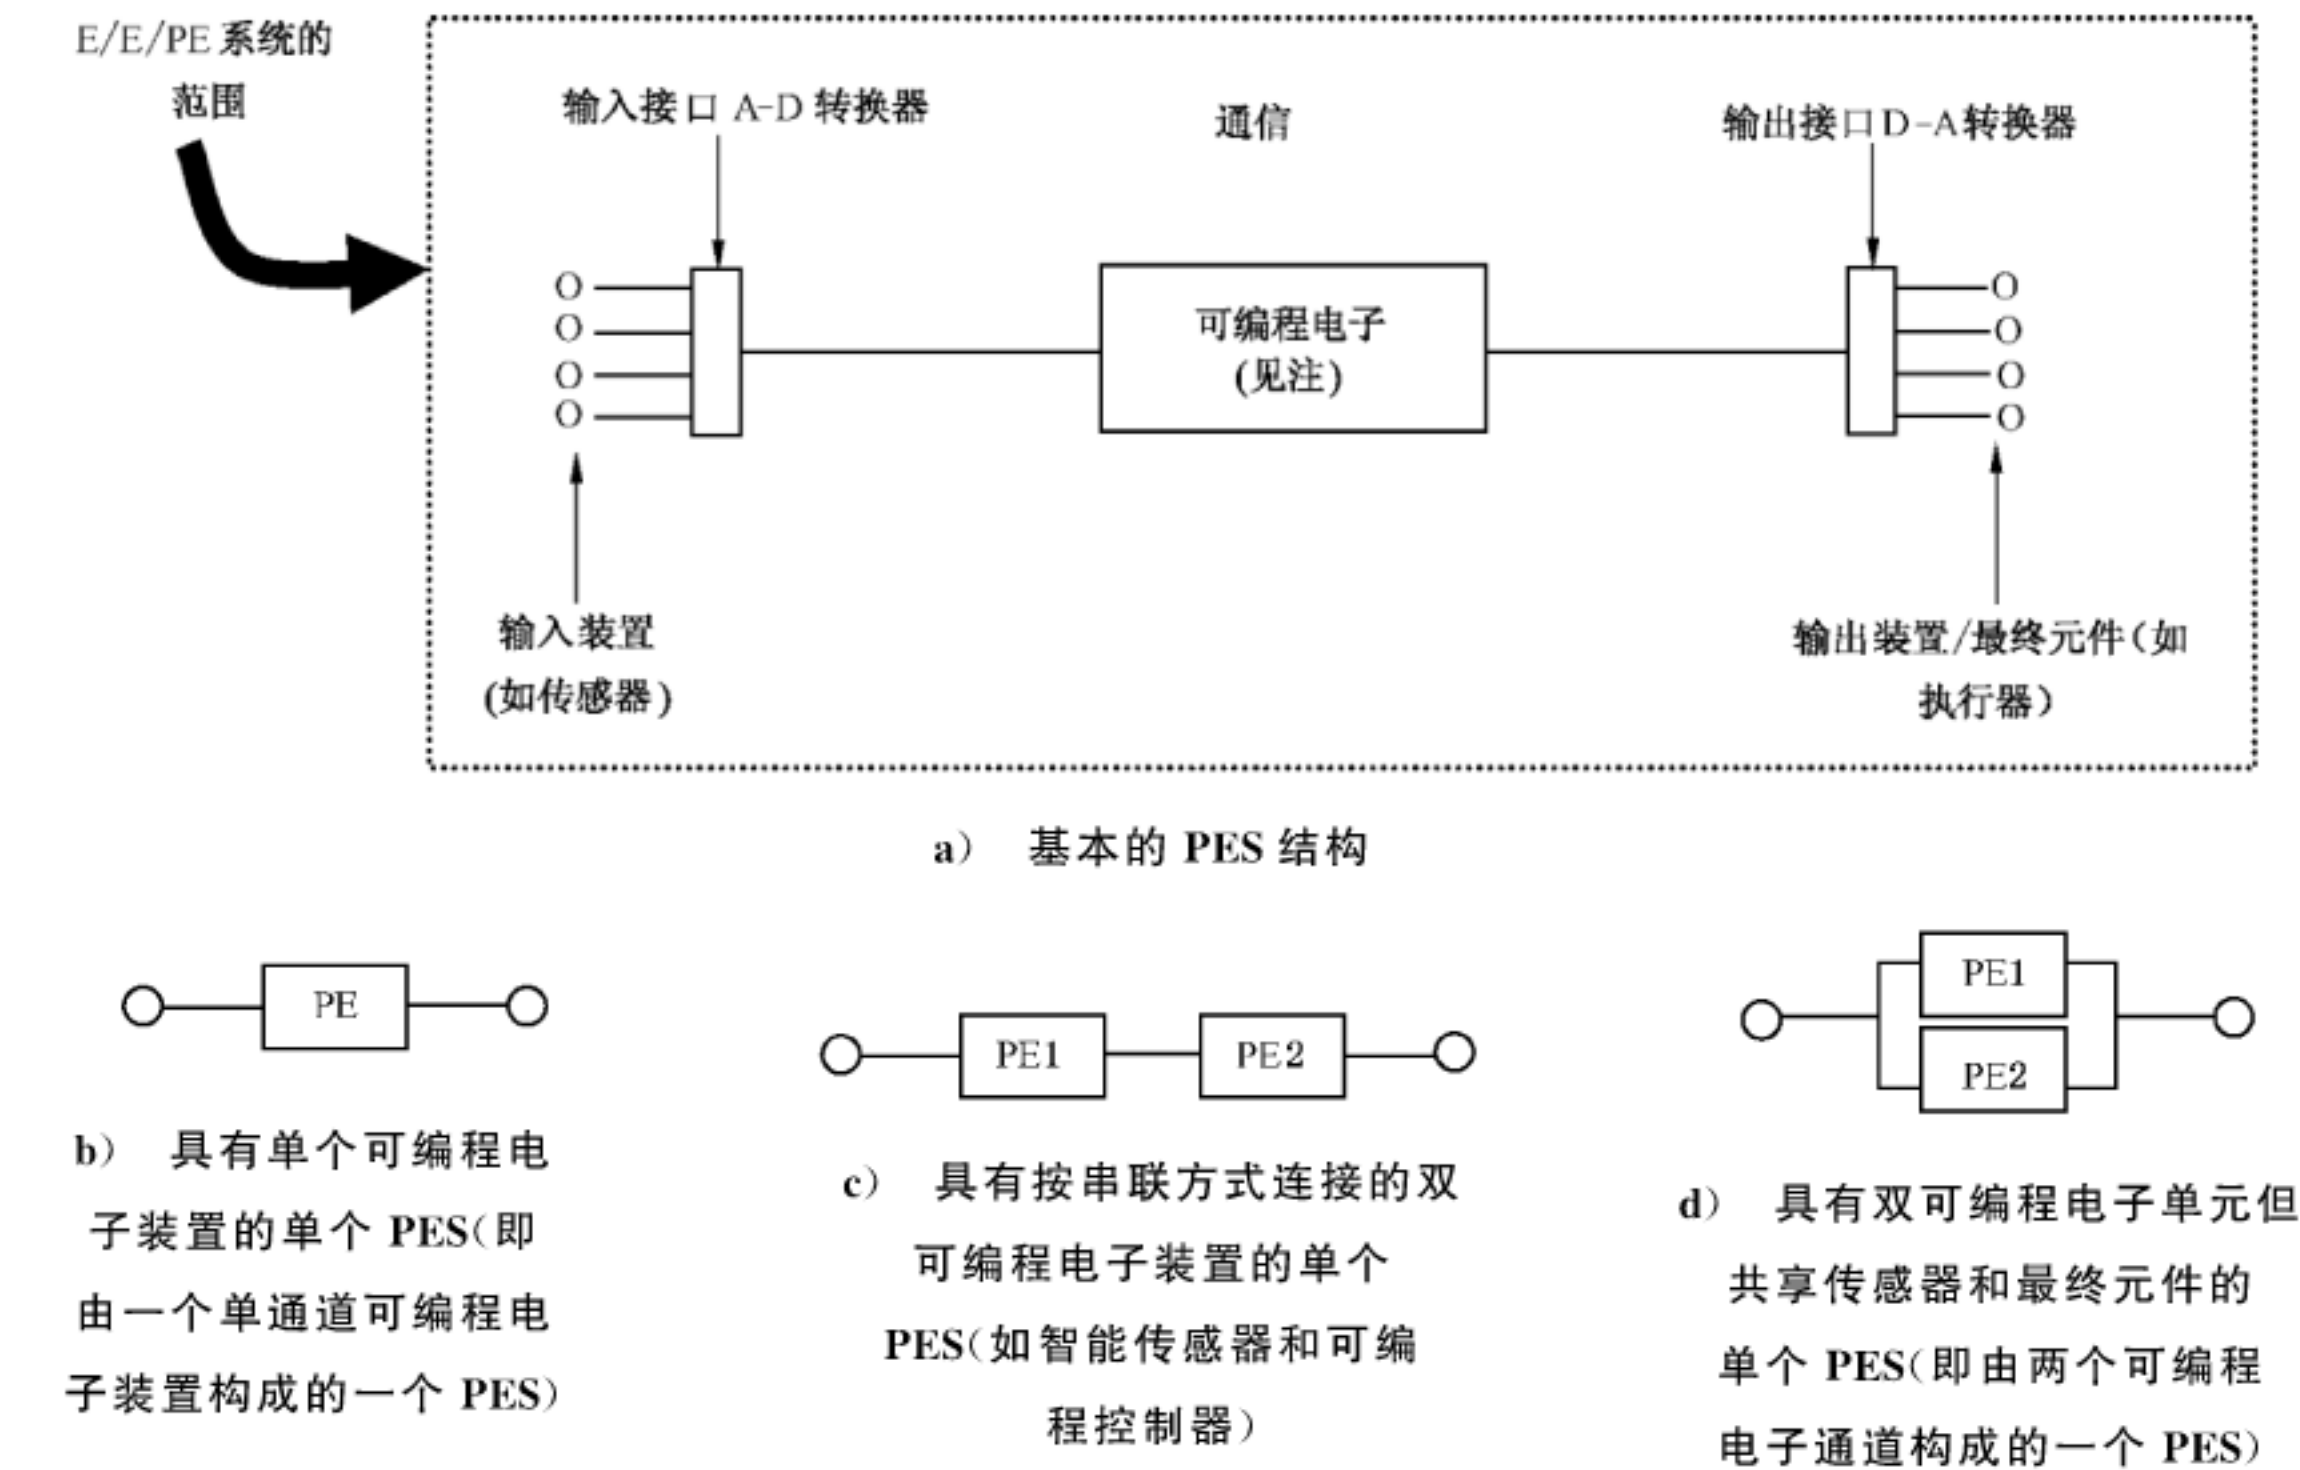 E/E/PE 系统的
范围
输入接口 A-D 转换器
通信
输出接口D-A转换器
可编程电子
(见注)
输入装置
(如传感器)
输出装置/最终元件(如
执行器)
a) 基本的 PES 结构
PE
b) 具有单个可编程电
子装置的单个 PES(即
由一个单通道可编程电
子装置构成的一个 PES)
PE1
PE2
c) 具有按串联方式连接的双
可编程电子装置的单个
PES(如智能传感器和可编
程控制器)
PE1
PE2
d) 具有双可编程电子单元但
共享传感器和最终元件的
单个 PES(即由两个可编程
电子通道构成的一个 PES)